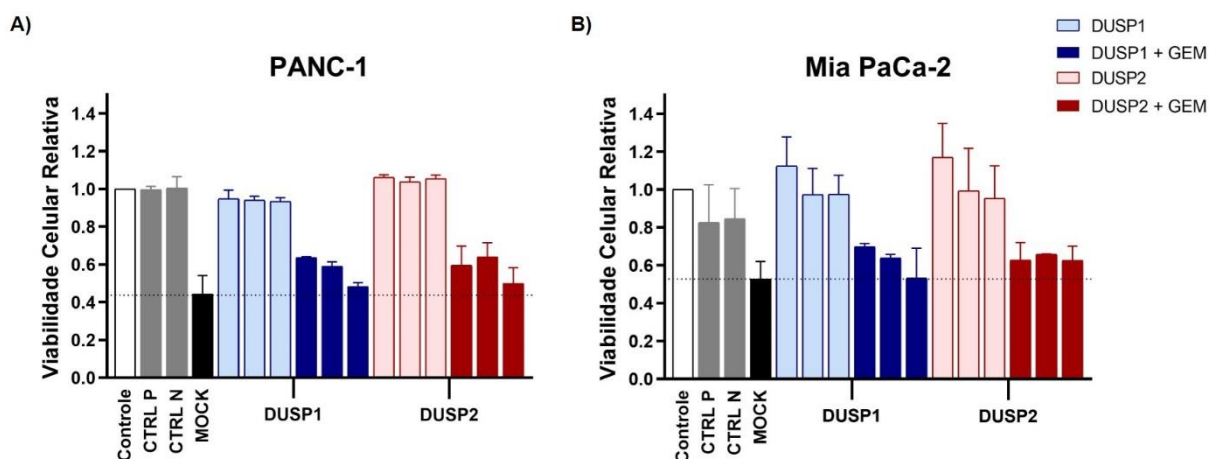 A)
PANC-1
Viabilidade Celular Relativa
1.4
1.2
1.0
0.8
0.6
0.4
0.2
0.0
Controle
CTRL P
CTRL N
MOCK
DUSP1
DUSP2
B)
Mia PaCa-2
Viabilidade Celular Relativa
1.4
1.2
1.0
0.8
0.6
0.4
0.2
0.0
Controle
CTRL P
CTRL N
MOCK
DUSP1
DUSP2
DUSP1
DUSP1 + GEM
DUSP2
DUSP2 + GEM